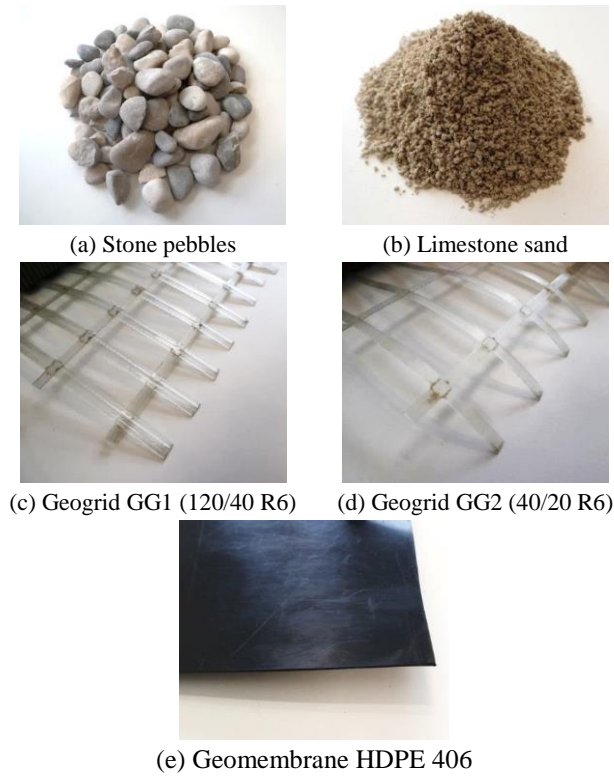 (a) Stone pebbles
(b) Limestone sand
(c) Geogrid GG1 (120/40 R6)
(d) Geogrid GG2 (40/20 R6)
(e) Geomembrane HDPE 406